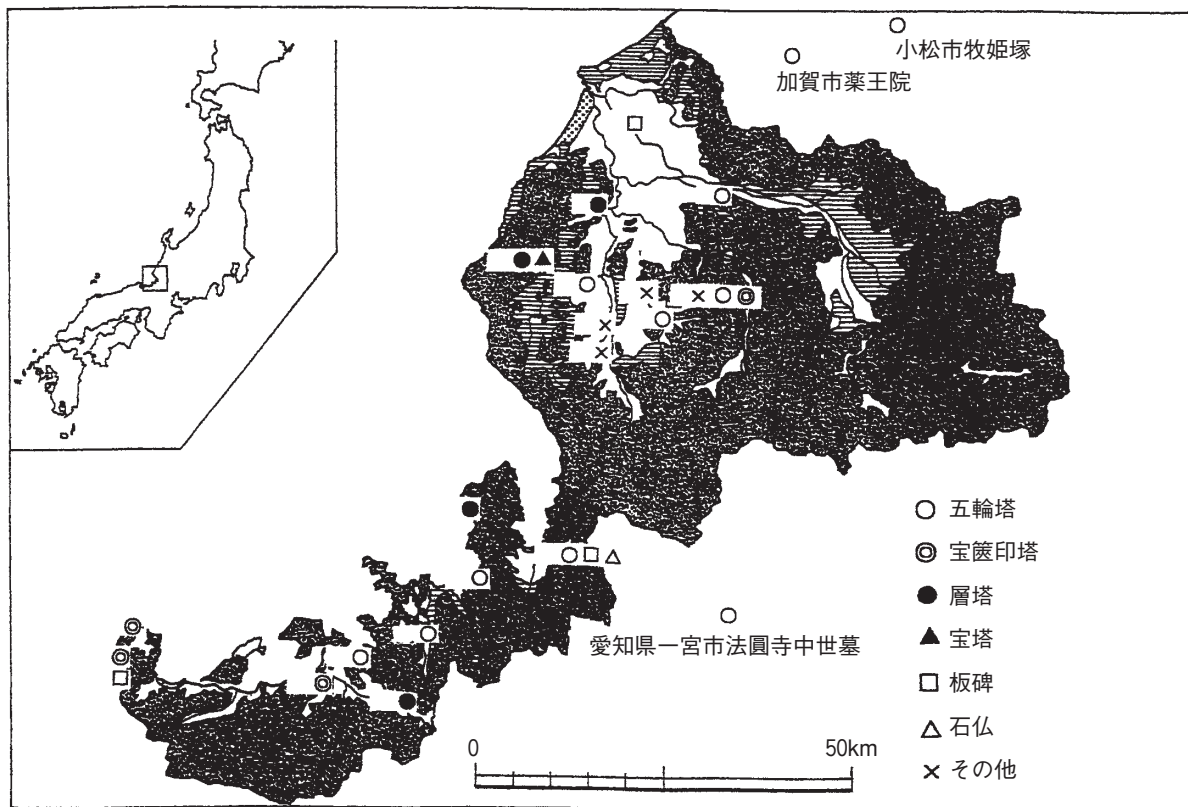 小松市牧姫塚
加賀市薬王院
愛知県一宮市法圓寺中世墓
五輪塔
宝篋印塔
層塔
宝塔
板碑
石仏
その他
0
50km